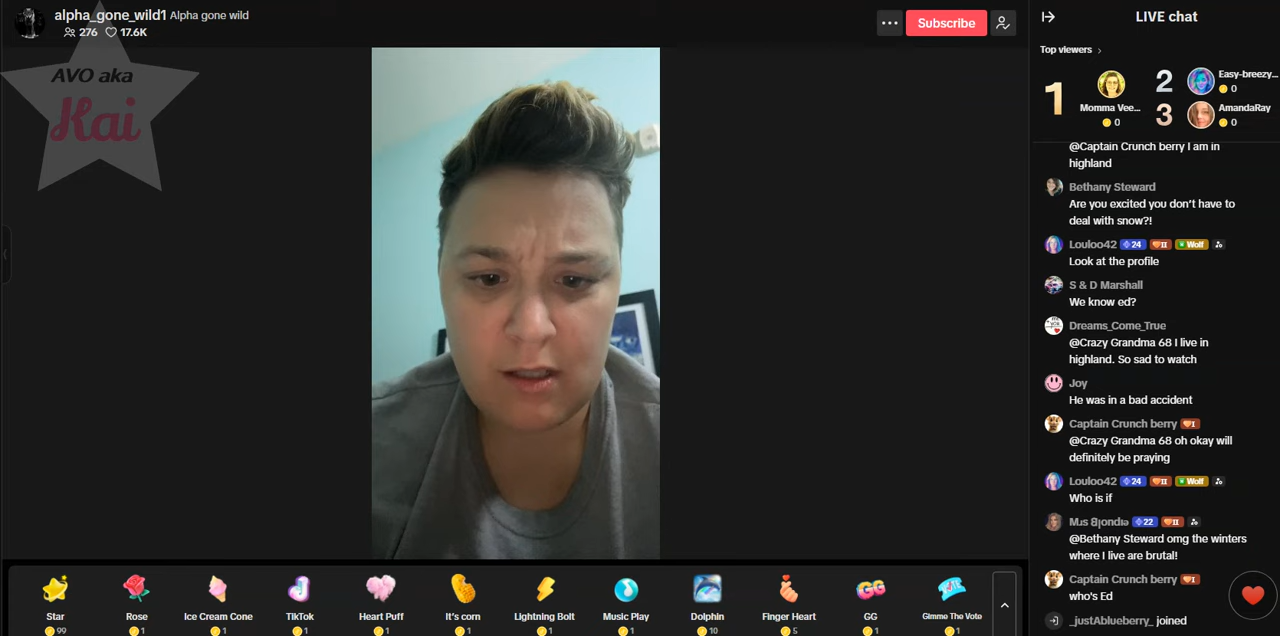 alpha_gone_wild1 Alpha gone wild
276 17.6K
Subscribe
AVO aka
Kai
LIVE chat
Top viewers
1
Momma Vee...
0
2
Easy-breezy...
0
3
AmandaRay
0
@Captain Crunch berry I am in
highland
Bethany Steward
Are you excited you don't have to
deal with snow?!
Louloo42 24 II Wolf
Look at the profile
S & D Marshall
We know ed?
Dreams_Come_True
@Crazy Grandma 68 I live in
highland. So sad to watch
Joy
He was in a bad accident
Captain Crunch berry I
@Crazy Grandma 68 oh okay will
definitely be praying
Louloo42 24 II Wolf
Who is if
22 II
@Bethany Steward omg the winters
where I live are brutal!
Captain Crunch berry I
who's Ed
_justAblueberry_ joined
GG
Star Rose Ice Cream Cone TikTok Heart Puff It's corn Lightning Bolt Music Play Dolphin Finger Heart GG Gimme The Vote
99 1 1 1 1 1 1 1 10 5 1 1